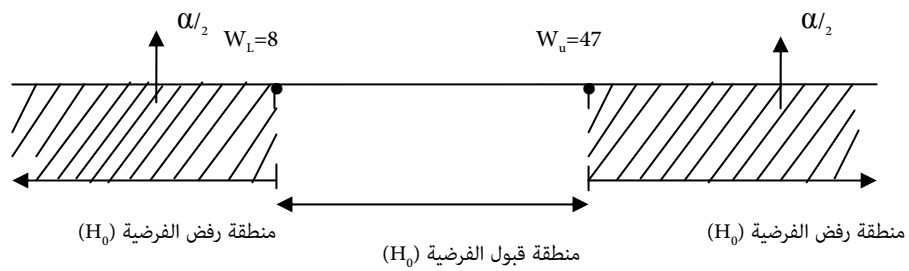 α/2
W_L=8
W_u=47
α/2
منطقة رفض الفرضية (H₀)
منطقة قبول الفرضية (H₀)
منطقة رفض الفرضية (H₀)